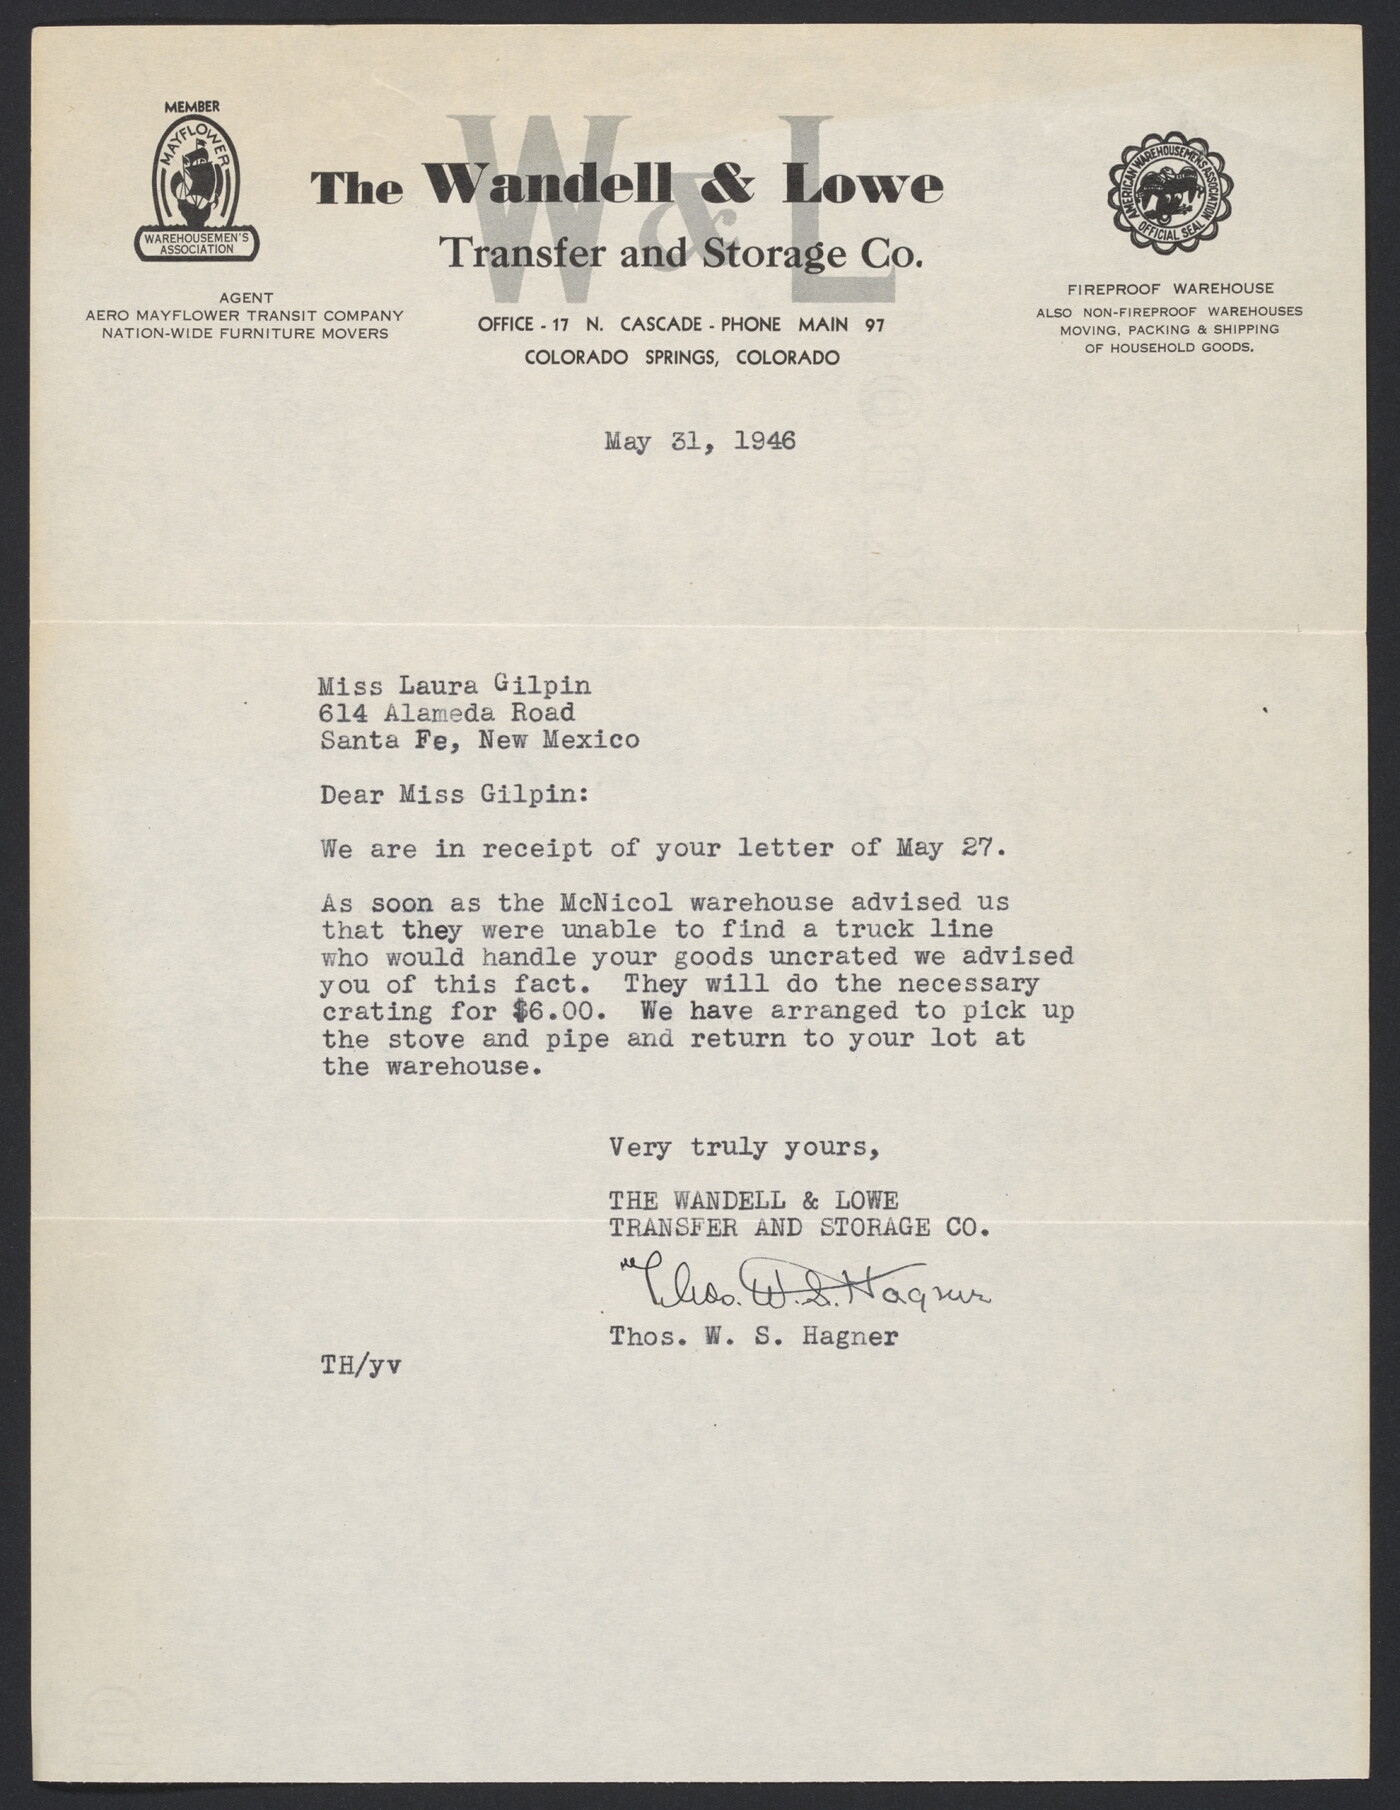 MEMBER
MAYFLOWER
WAREHOUSEMEN'S
ASSOCIATION
AGENT
AERO MAYFLOWER TRANSIT COMPANY
NATION-WIDE FURNITURE MOVERS
W & L
The Wandell & Lowe
Transfer and Storage Co.
OFFICE - 17 N. CASCADE - PHONE MAIN 97
COLORADO SPRINGS, COLORADO
AMERICAN WAREHOUSEMEN'S ASSOCIATION
OFFICIAL SEAL
FIREPROOF WAREHOUSE
ALSO NON-FIREPROOF WAREHOUSES
MOVING, PACKING & SHIPPING
OF HOUSEHOLD GOODS.
May 31, 1946
Miss Laura Gilpin
614 Alameda Road
Santa Fe, New Mexico
Dear Miss Gilpin:
We are in receipt of your letter of May 27.
As soon as the McNicol warehouse advised us
that they were unable to find a truck line
who would handle your goods uncrated we advised
you of this fact. They will do the necessary
crating for $6.00. We have arranged to pick up
the stove and pipe and return to your lot at
the warehouse.
Very truly yours,
THE WANDELL & LOWE
TRANSFER AND STORAGE CO.
Thos. W. S. Hagner
Thos. W. S. Hagner
TH/yv